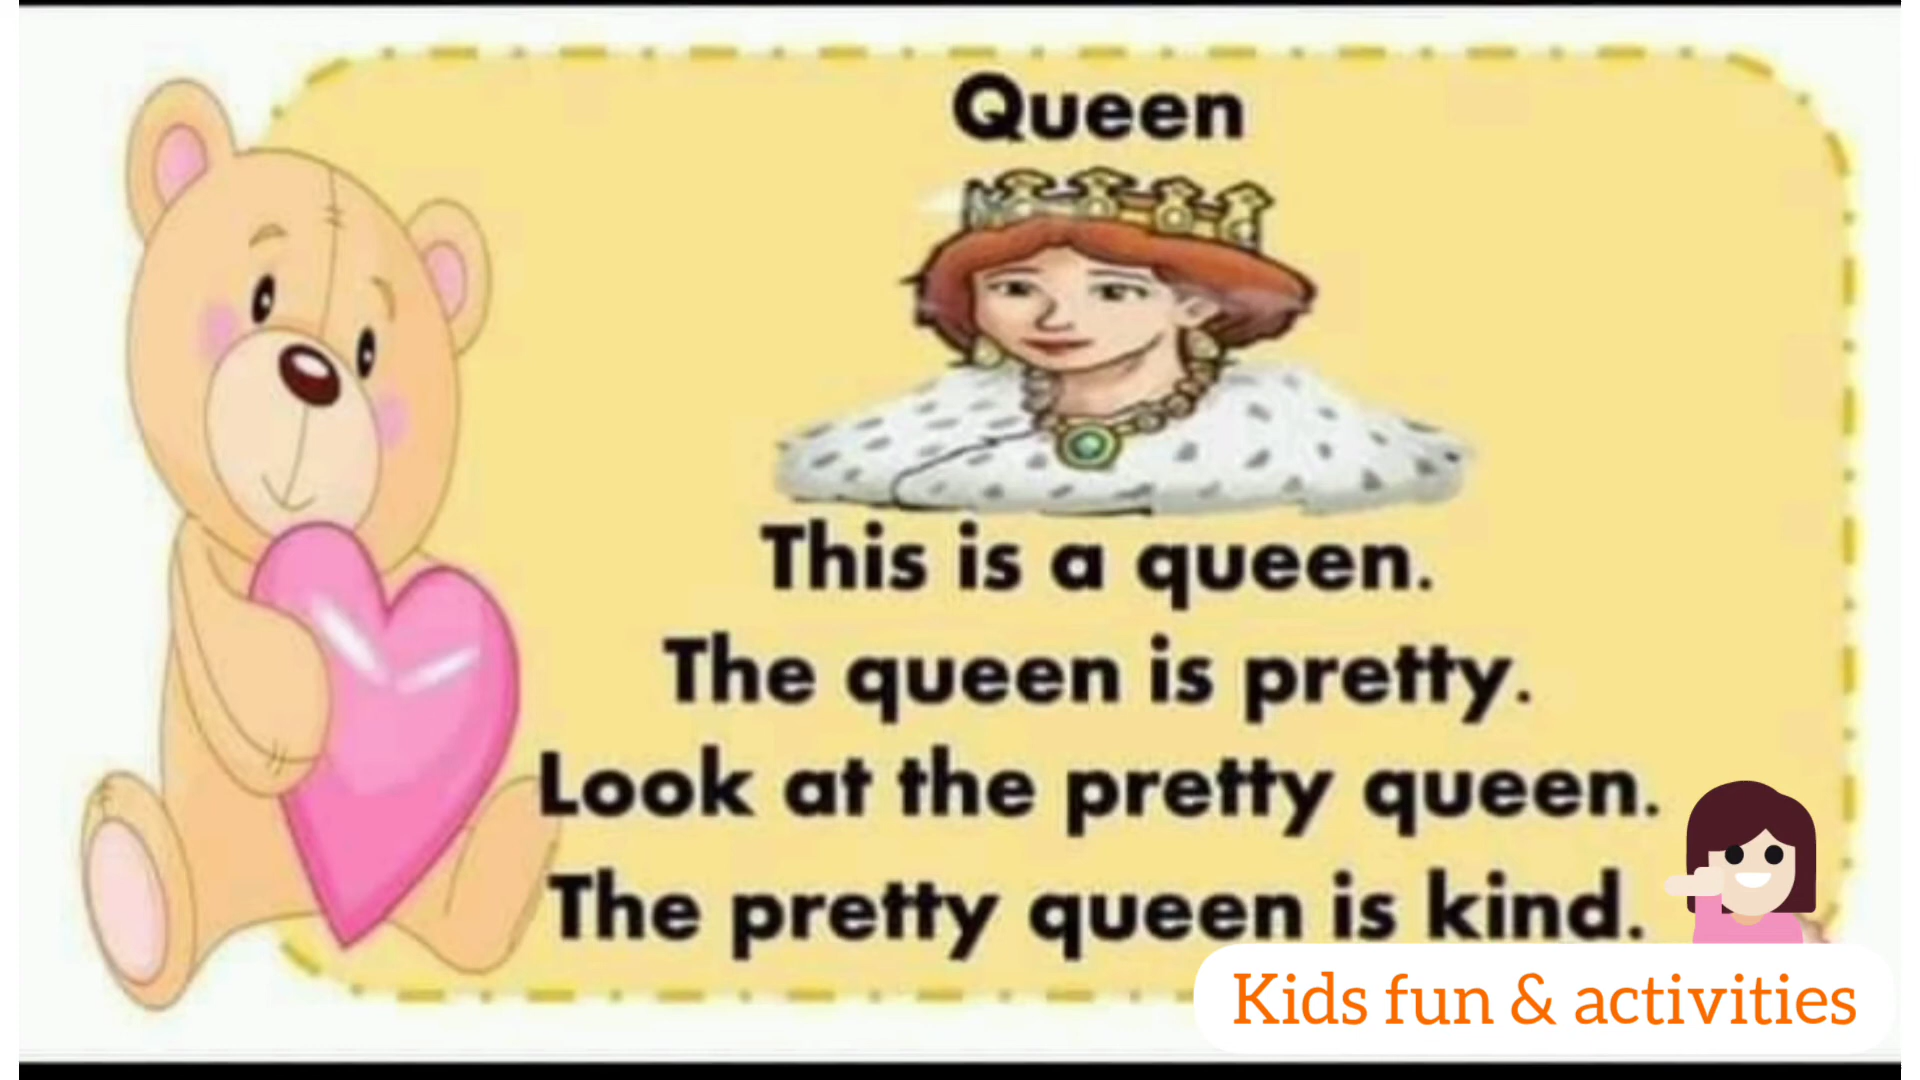 Queen
This is a queen.
The queen is pretty.
Look at the pretty queen.
The pretty queen is kind.
Kids fun & activities